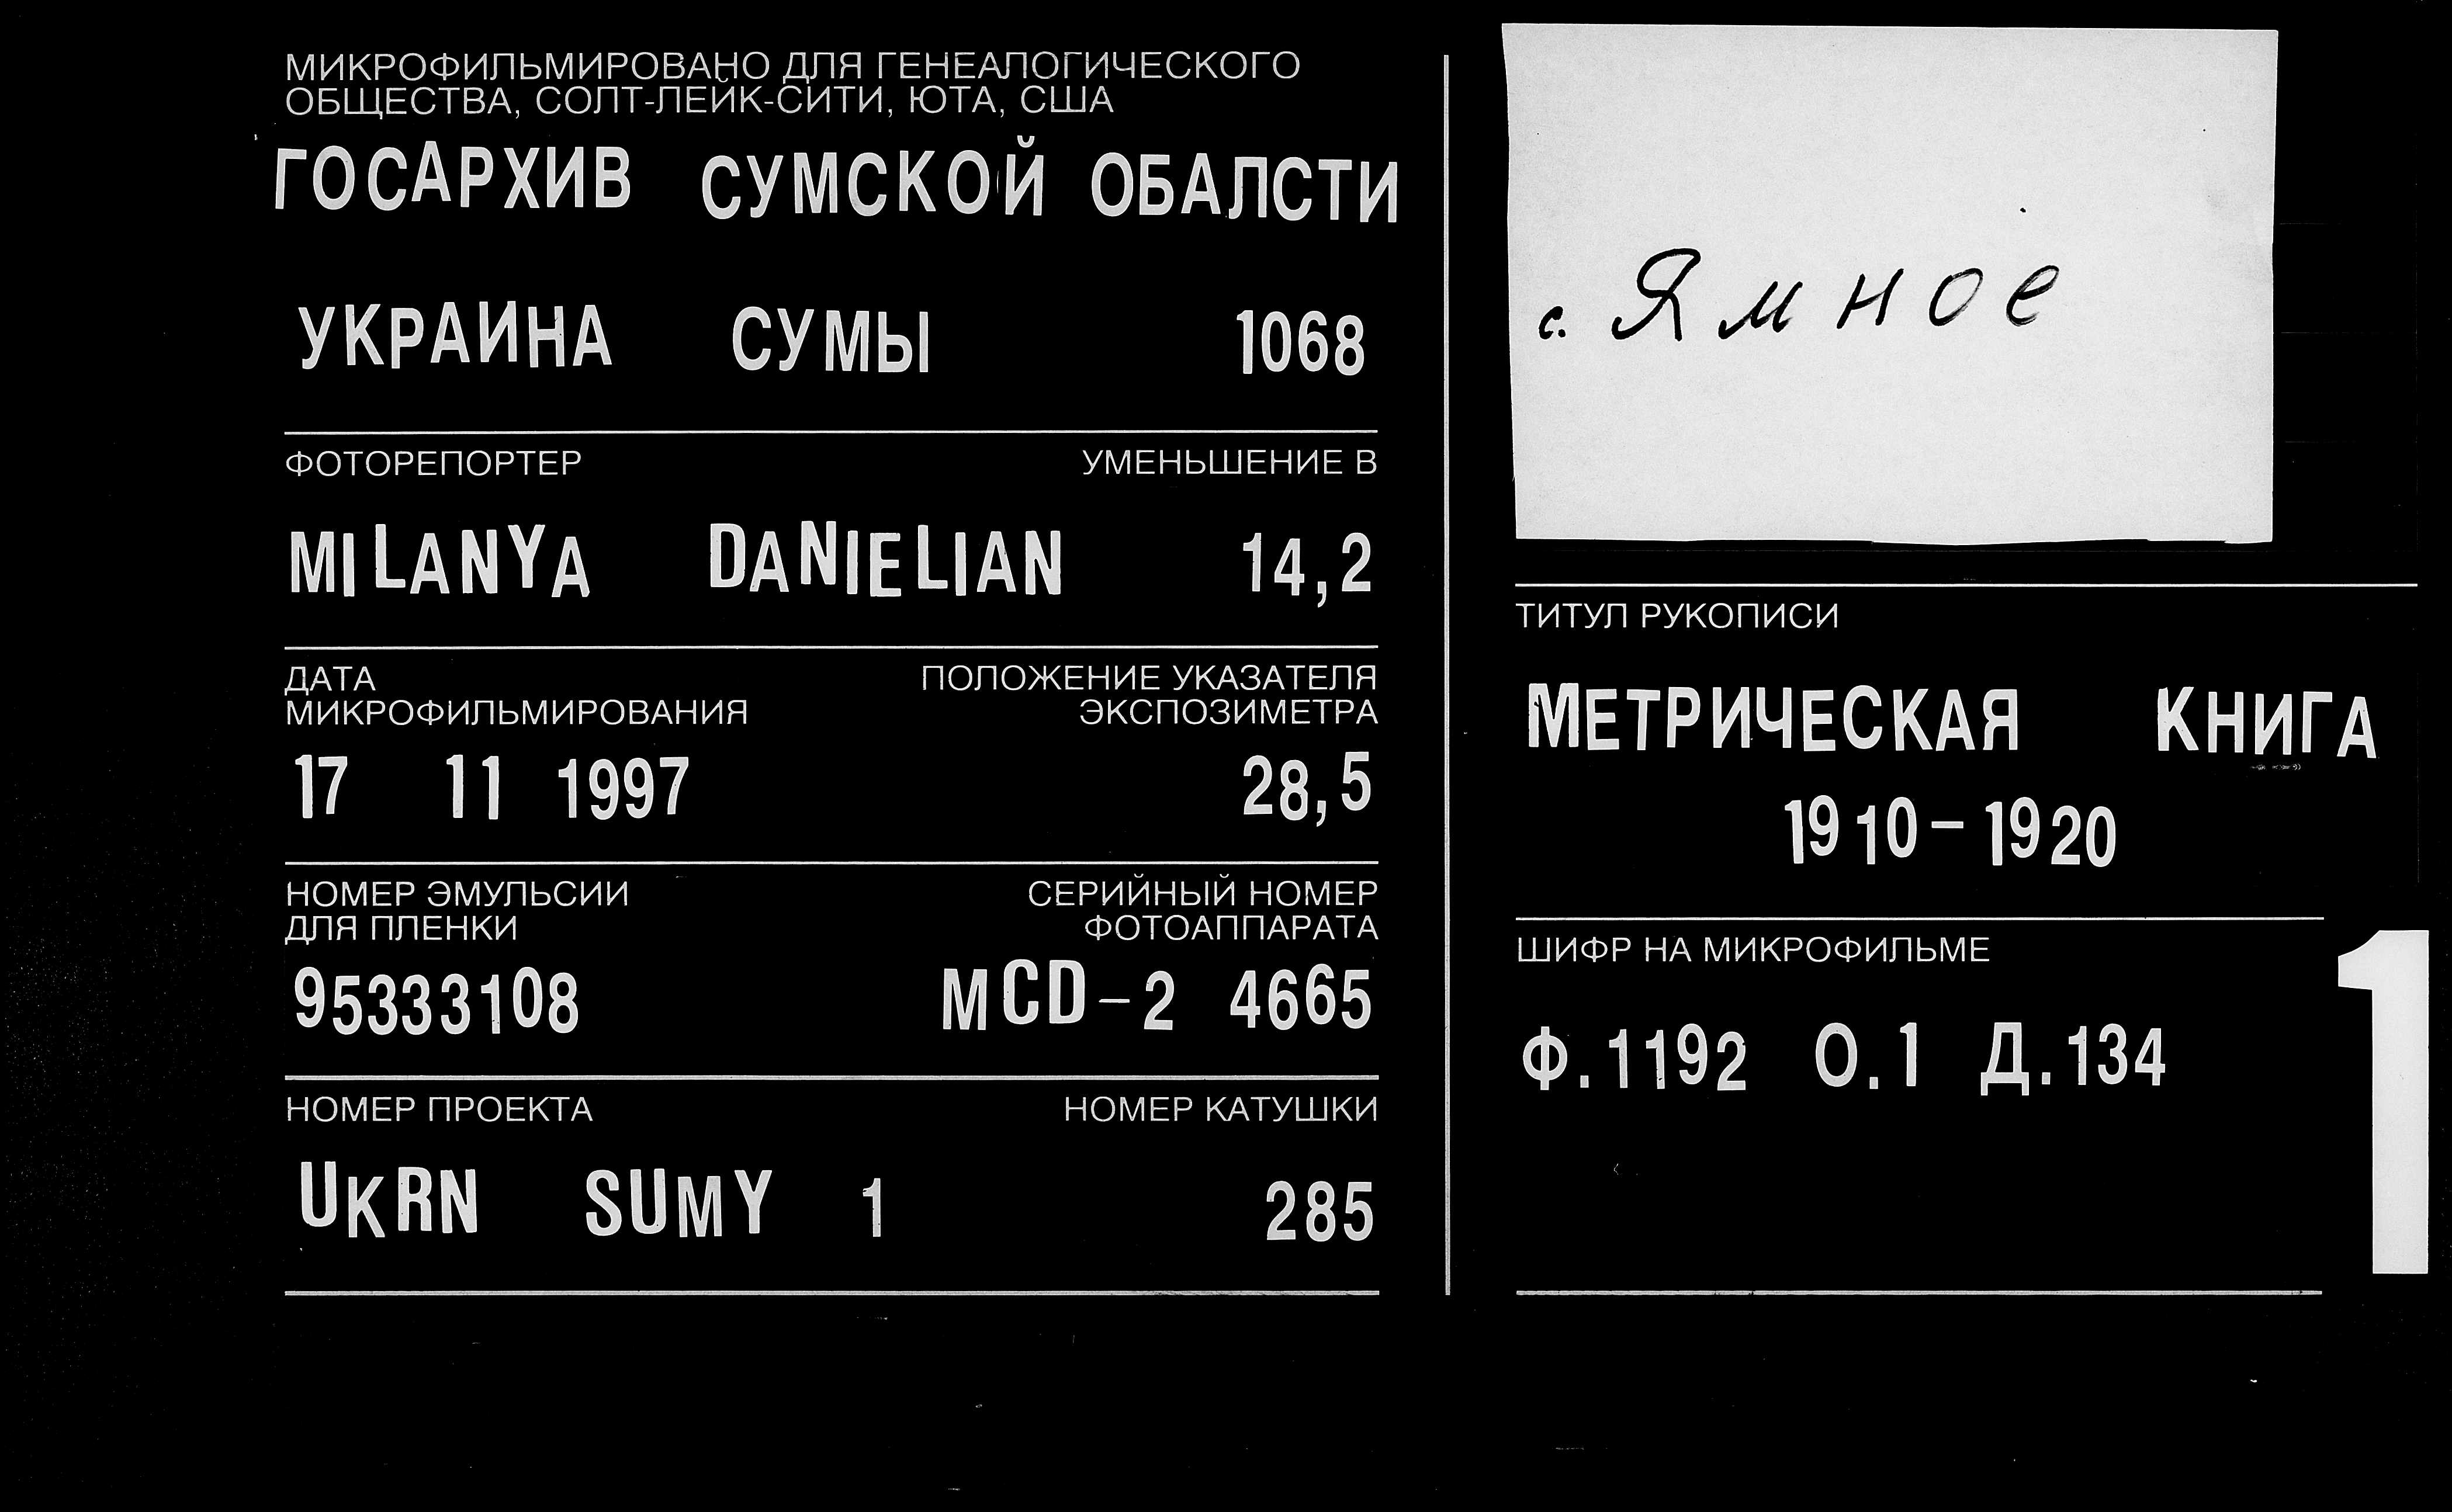 МИКРОФИЛЬМИРОВАНО ДЛЯ ГЕНЕАЛОГИЧЕСКОГО
ОБЩЕСТВА, СОЛТ-ЛЕЙК-СИТИ, ЮТА, США
ГОСАРХИВ СУМСКОЙ ОБАЛСТИ
УКРАИНА СУМЫ 1068
ФОТОРЕПОРТЕР УМЕНЬШЕНИЕ В
MILANYA DANIELIAN 14,2
ДАТА ПОЛОЖЕНИЕ УКАЗАТЕЛЯ
МИКРОФИЛЬМИРОВАНИЯ ЭКСПОЗИМЕТРА
17 11 1997 28,5
НОМЕР ЭМУЛЬСИИ СЕРИЙНЫЙ НОМЕР
ДЛЯ ПЛЕНКИ ФОТОАППАРАТА
95333108 MCD-2 4665
НОМЕР ПРОЕКТА НОМЕР КАТУШКИ
UKRN SUMY 1 285
с. Ямное
ТИТУЛ РУКОПИСИ
МЕТРИЧЕСКАЯ КНИГА
1910-1920
ШИФР НА МИКРОФИЛЬМЕ
Ф.1192 О.1 Д.134
1